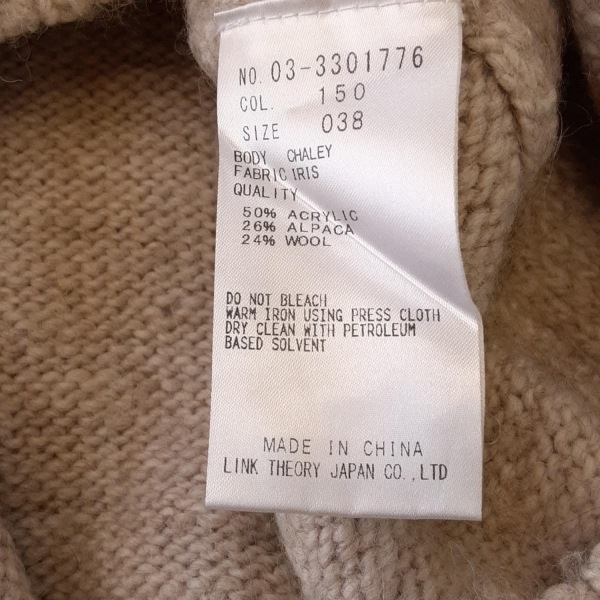 NO. 03-3301776
COL. 150
SIZE 038
BODY CHALEY
FABRIC IRIS
QUALITY
50% ACRYLIC
26% ALPACA
24% WOOL
DO NOT BLEACH
WARM IRON USING PRESS CLOTH
DRY CLEAN WITH PETROLEUM
BASED SOLVENT
MADE IN CHINA
LINK THEORY JAPAN CO.,LTD